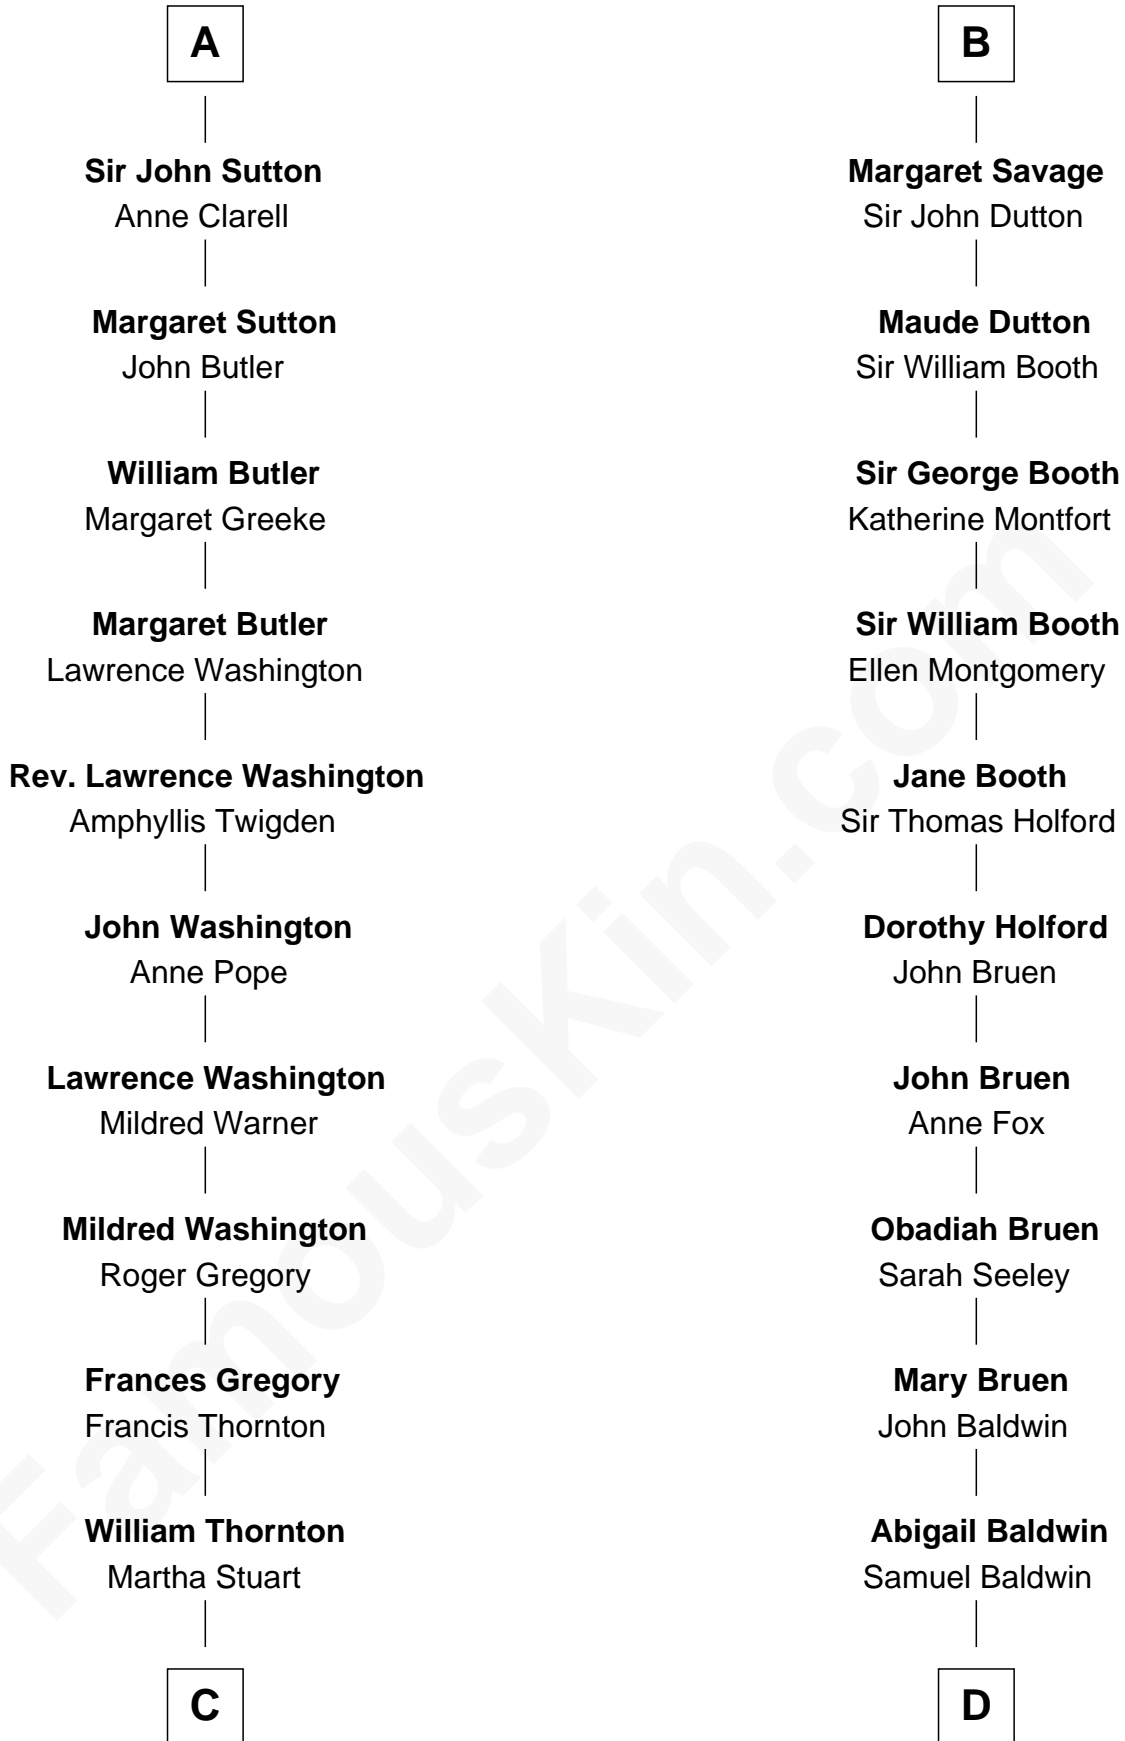 A
Sir John Sutton
Anne Clarell
Margaret Sutton
John Butler
William Butler
Margaret Greeke
Margaret Butler
Lawrence Washington
Rev. Lawrence Washington
Amphyllis Twigden
John Washington
Anne Pope
Lawrence Washington
Mildred Warner
Mildred Washington
Roger Gregory
Frances Gregory
Francis Thornton
William Thornton
Martha Stuart
C
B
Margaret Savage
Sir John Dutton
Maude Dutton
Sir William Booth
Sir George Booth
Katherine Montfort
Sir William Booth
Ellen Montgomery
Jane Booth
Sir Thomas Holford
Dorothy Holford
John Bruen
John Bruen
Anne Fox
Obadiah Bruen
Sarah Seeley
Mary Bruen
John Baldwin
Abigail Baldwin
Samuel Baldwin
D
FamousKin.com